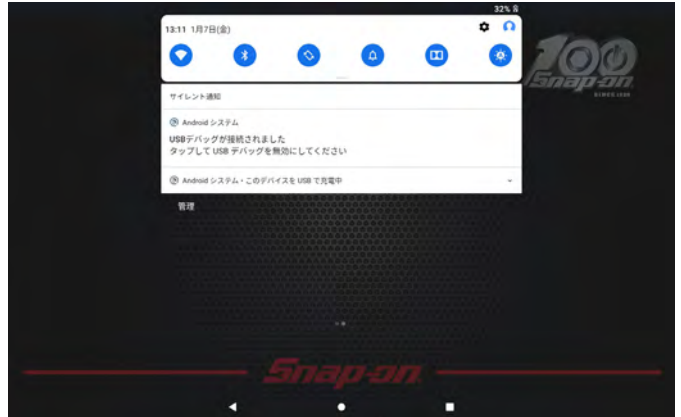 32%
13:11 1月7日(金)
100
Snap-on
SINCE 1920
サイレント通知
Android システム
USBデバッグが接続されました
タップして USB デバッグを無効にしてください
Android システム・このデバイスを USB で充電中
管理
Snap-on